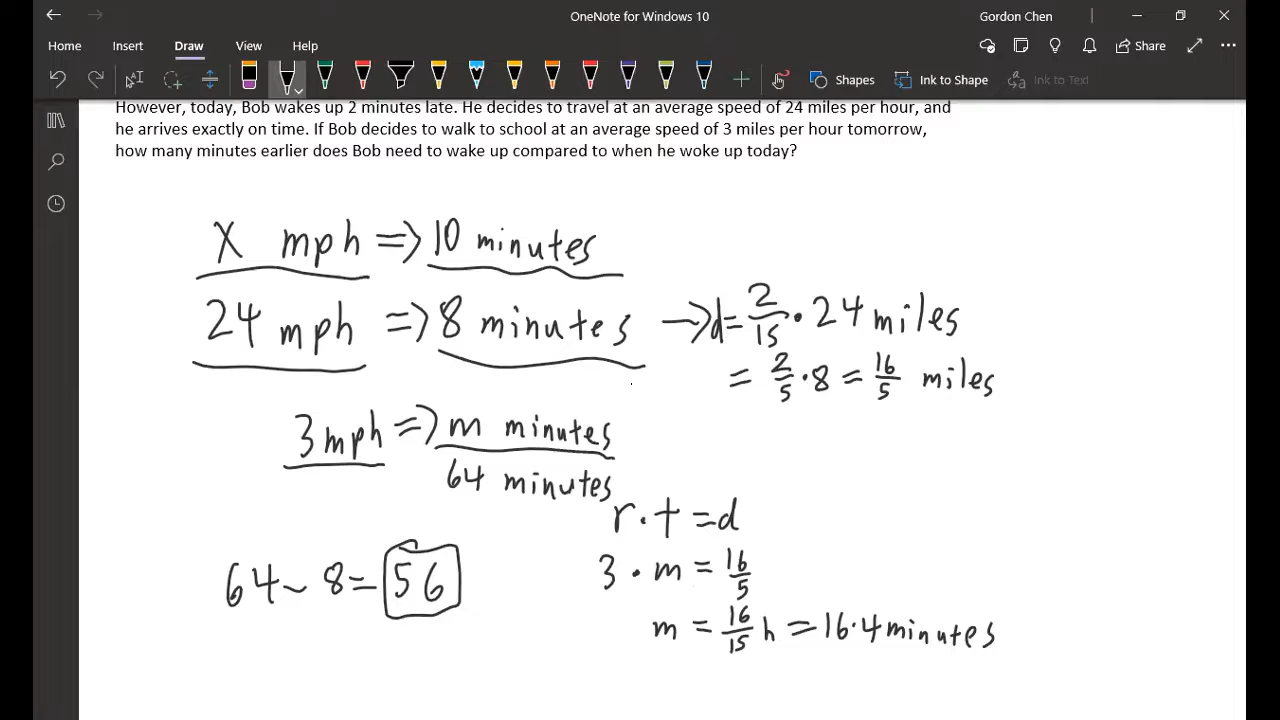 OneNote for Windows 10
Gordon Chen
Home Insert Draw View Help
Share
Shapes Ink to Shape Ink to Text
However, today, Bob wakes up 2 minutes late. He decides to travel at an average speed of 24 miles per hour, and
he arrives exactly on time. If Bob decides to walk to school at an average speed of 3 miles per hour tomorrow,
how many minutes earlier does Bob need to wake up compared to when he woke up today?
X mph => 10 minutes
24 mph => 8 minutes -> d = 2/15 · 24 miles
= 2/5 · 8 = 16/5 miles
3 mph => m minutes
64 minutes
r · t = d
3 · m = 16/5
64 - 8 = 56
m = 16/15 h = 16·4 minutes